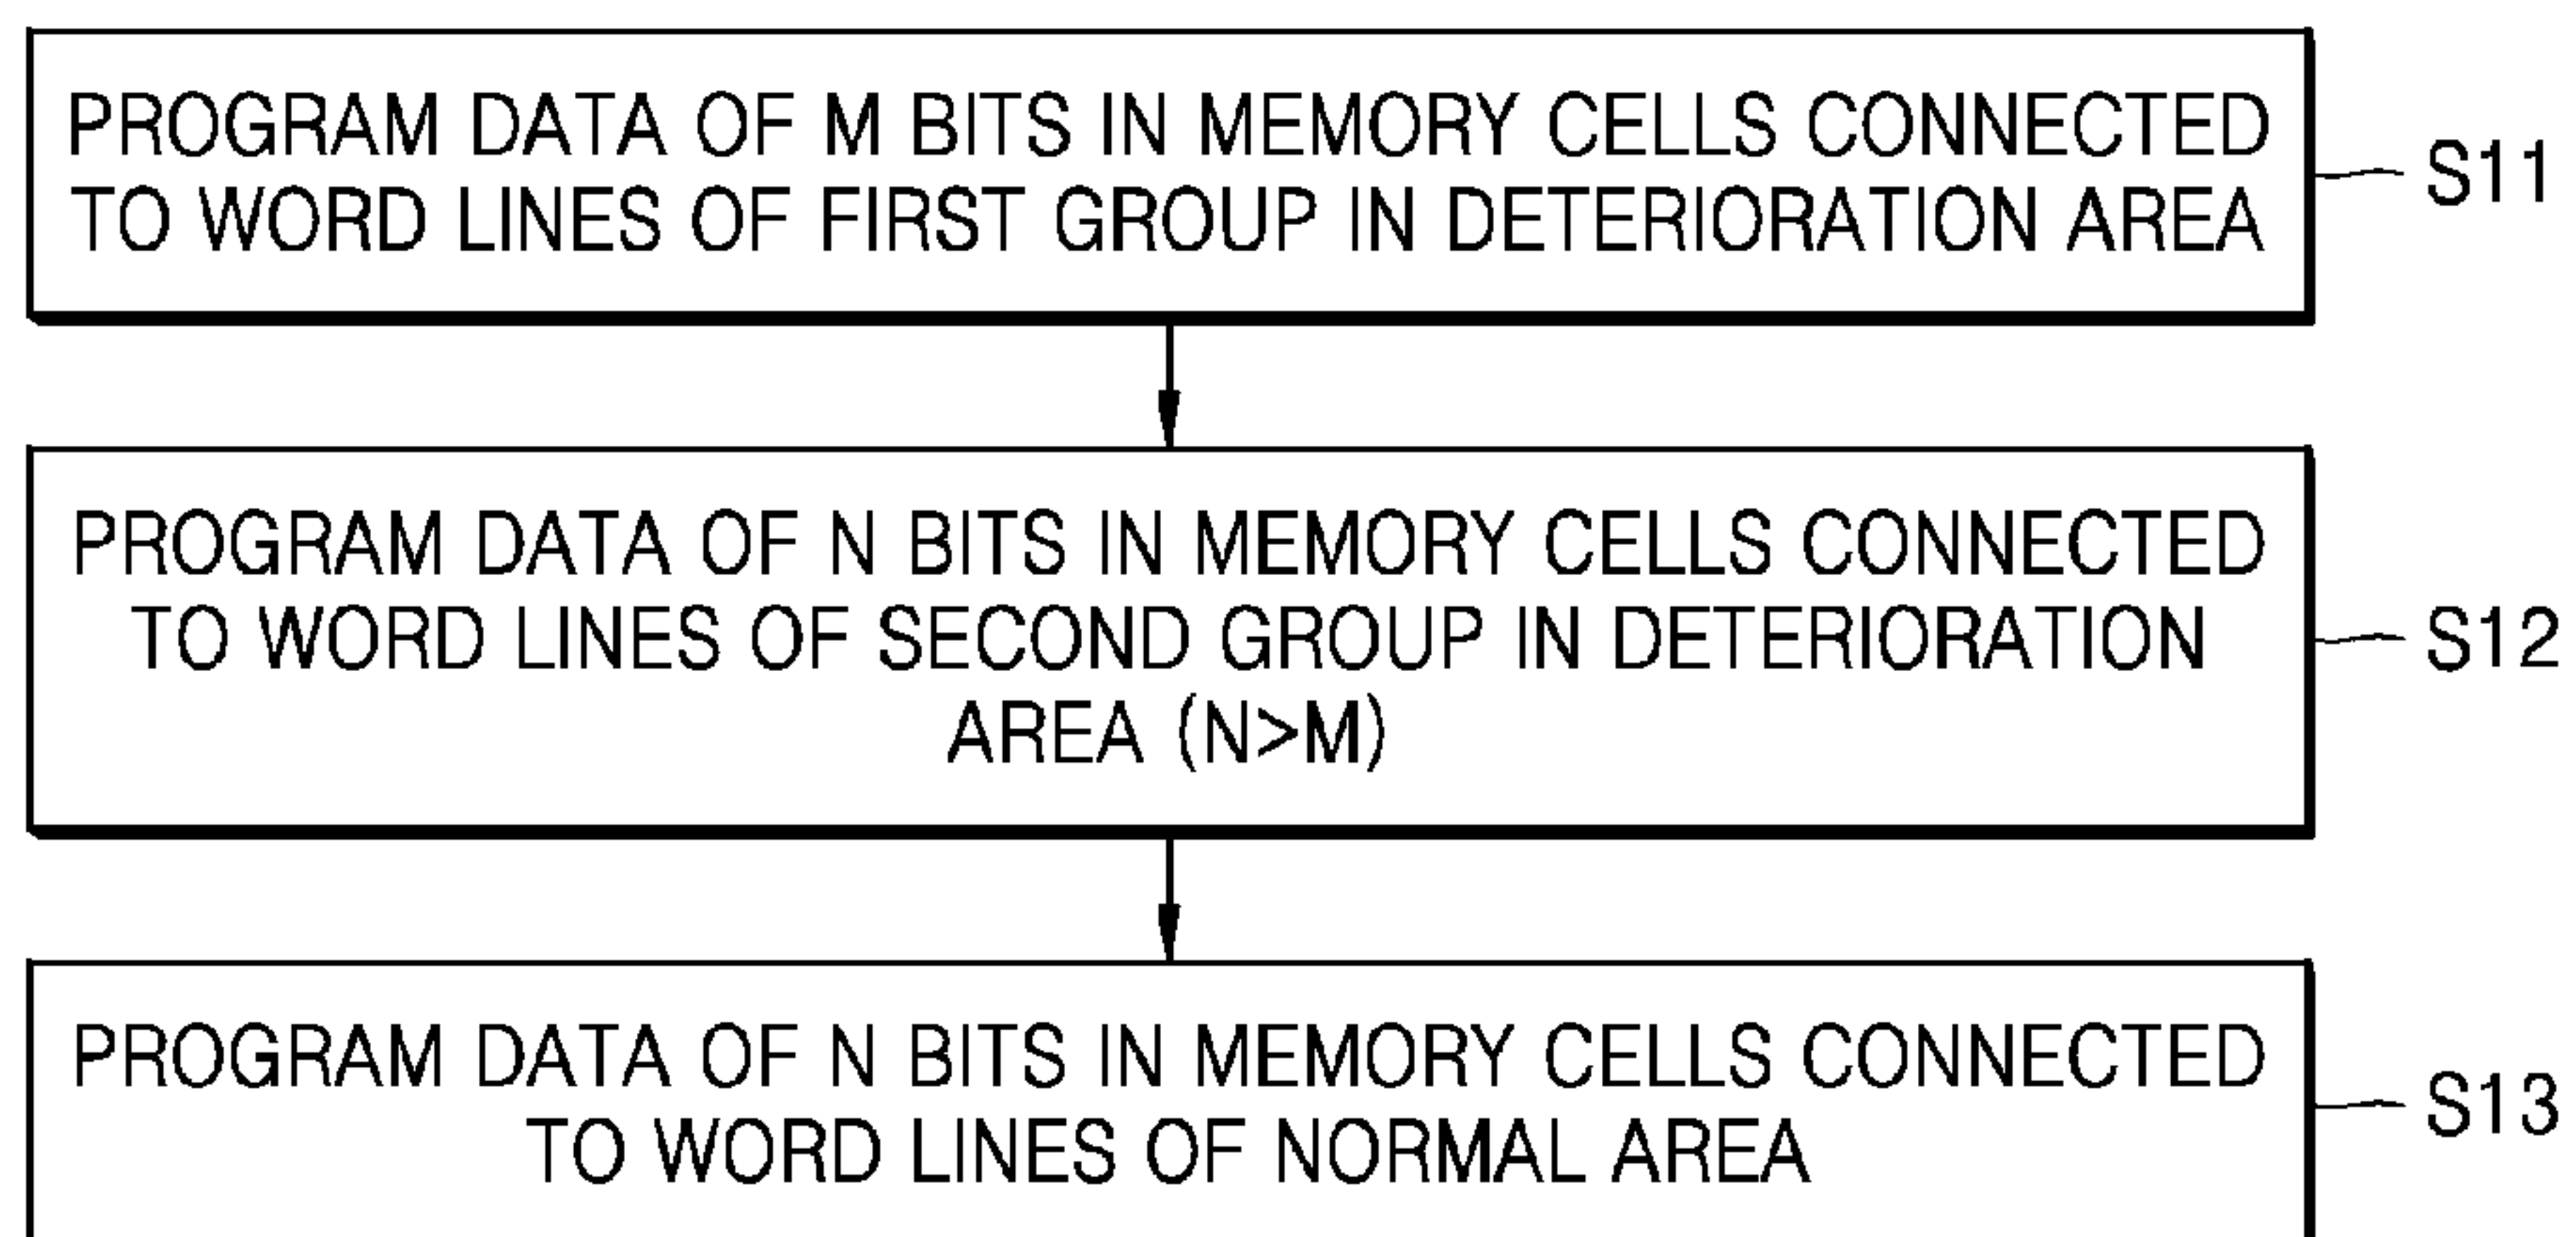 PROGRAM DATA OF M BITS IN MEMORY CELLS CONNECTED
TO WORD LINES OF FIRST GROUP IN DETERIORATION AREA
S11
PROGRAM DATA OF N BITS IN MEMORY CELLS CONNECTED
TO WORD LINES OF SECOND GROUP IN DETERIORATION
AREA (N>M)
S12
PROGRAM DATA OF N BITS IN MEMORY CELLS CONNECTED
TO WORD LINES OF NORMAL AREA
S13